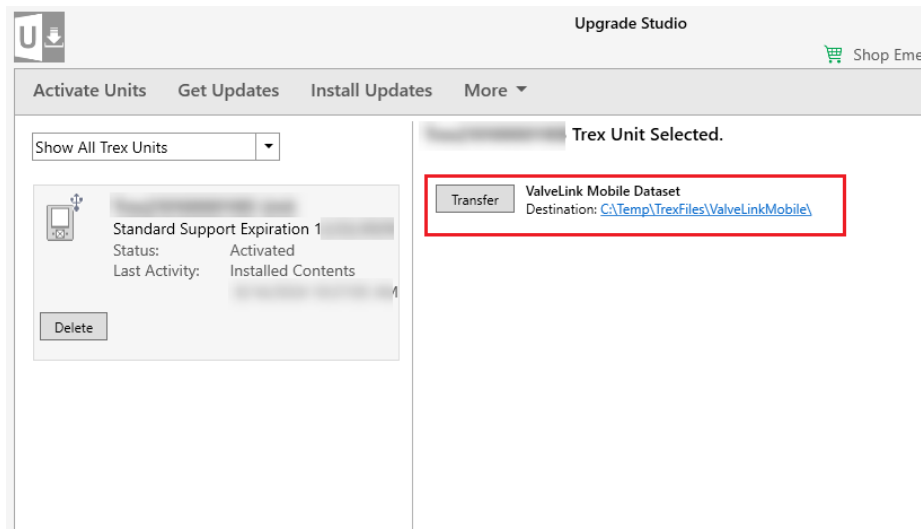 U
Upgrade Studio
Shop Eme
Activate Units Get Updates Install Updates More
Show All Trex Units
Trex Unit Selected.
Transfer
ValveLink Mobile Dataset
Destination: C:\Temp\TrexFiles\ValveLinkMobile\
Standard Support Expiration 1
Status: Activated
Last Activity: Installed Contents
Delete